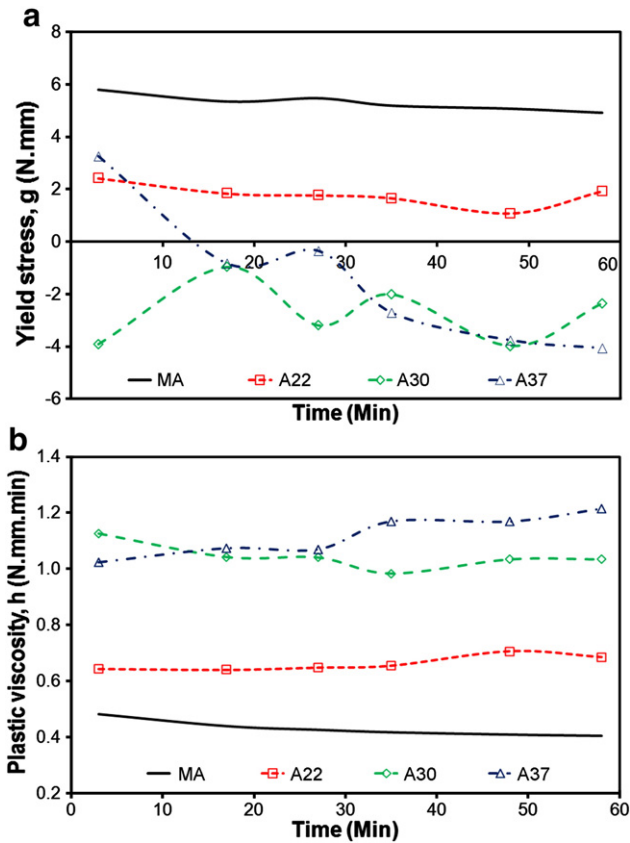 a
8
6
4
2
0
-2
-4
-6
10 20 30 40 50 60
Yield stress, g (N.mm)
MA A22 A30 A37
Time (Min)
b
1.4
1.2
1.0
0.8
0.6
0.4
0.2
Plastic viscosity, h (N.mm.min)
MA A22 A30 A37
0 10 20 30 40 50 60
Time (Min)